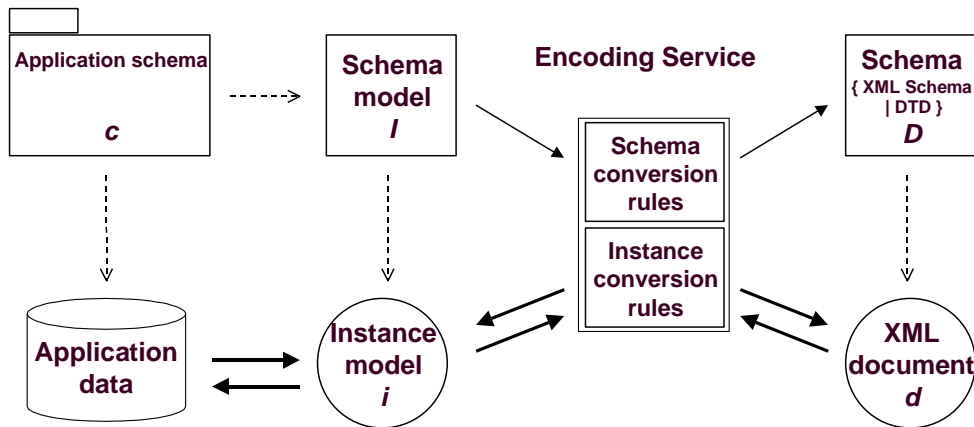 Application schema
c
Schema
model
I
Encoding Service
Schema
{ XML Schema
| DTD }
D
Schema
conversion
rules
Instance
conversion
rules
Application
data
Instance
model
i
XML
document
d